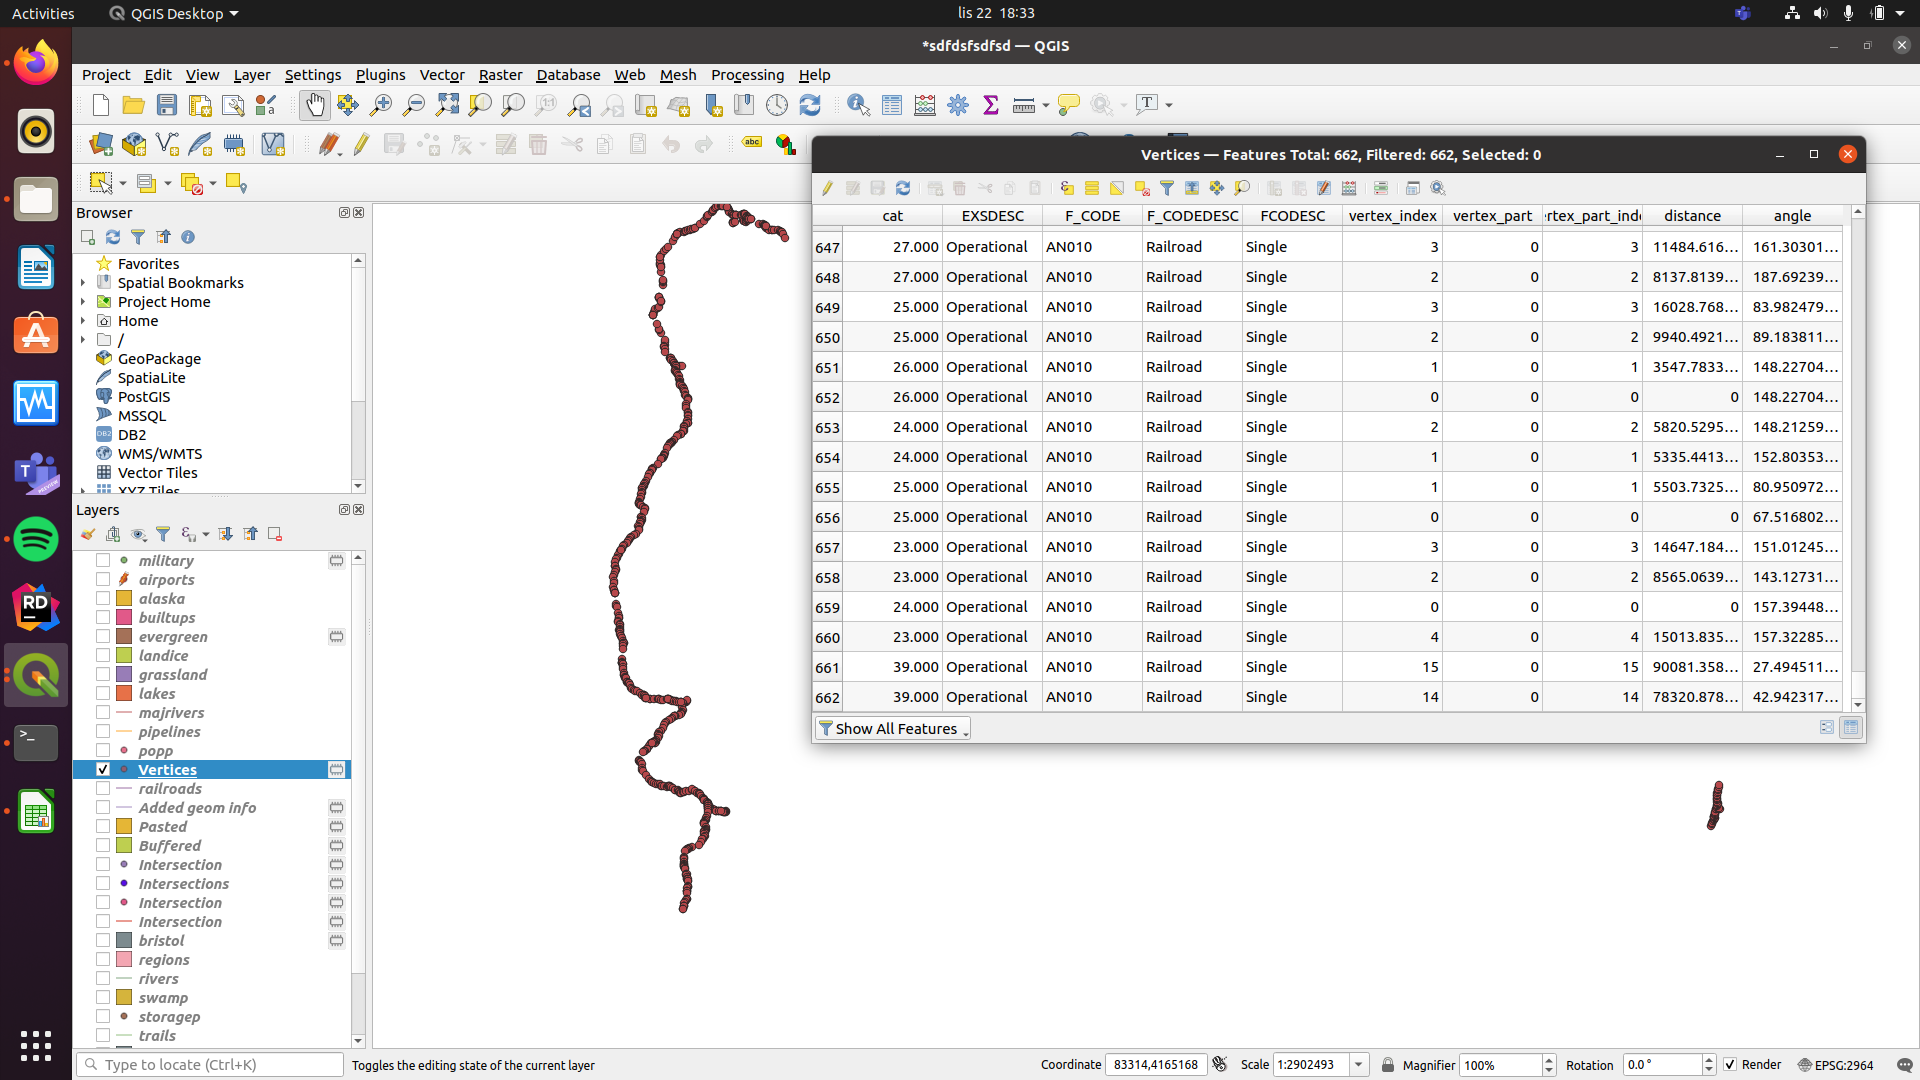 Activities QGIS Desktop lis 22 18:33
*sdfdsfsdfsd — QGIS
Project Edit View Layer Settings Plugins Vector Raster Database Web Mesh Processing Help
Vertices — Features Total: 662, Filtered: 662, Selected: 0
cat EXSDESC F_CODE F_CODEDESC FCODESC vertex_index vertex_part rtex_part_ind distance angle
647 27.000 Operational AN010 Railroad Single 3 0 3 11484.616… 161.30301…
648 27.000 Operational AN010 Railroad Single 2 0 2 8137.8139… 187.69239…
649 25.000 Operational AN010 Railroad Single 3 0 3 16028.768… 83.982479…
650 25.000 Operational AN010 Railroad Single 2 0 2 9940.4921… 89.183811…
651 26.000 Operational AN010 Railroad Single 1 0 1 3547.7833… 148.22704…
652 26.000 Operational AN010 Railroad Single 0 0 0 0 148.22704…
653 24.000 Operational AN010 Railroad Single 2 0 2 5820.5295… 148.21259…
654 24.000 Operational AN010 Railroad Single 1 0 1 5335.4413… 152.80353…
655 25.000 Operational AN010 Railroad Single 1 0 1 5503.7325… 80.950972…
656 25.000 Operational AN010 Railroad Single 0 0 0 0 67.516802…
657 23.000 Operational AN010 Railroad Single 3 0 3 14647.184… 151.01245…
658 23.000 Operational AN010 Railroad Single 2 0 2 8565.0639… 143.12731…
659 24.000 Operational AN010 Railroad Single 0 0 0 0 157.39448…
660 23.000 Operational AN010 Railroad Single 4 0 4 15013.835… 157.32285…
661 39.000 Operational AN010 Railroad Single 15 0 15 90081.358… 27.494511…
662 39.000 Operational AN010 Railroad Single 14 0 14 78320.878… 42.942317…
Show All Features
Browser
Favorites
Spatial Bookmarks
Project Home
Home
/
GeoPackage
SpatiaLite
PostGIS
MSSQL
DB2
WMS/WMTS
Vector Tiles
XYZ Tiles
Layers
military
airports
alaska
builtups
evergreen
landice
grassland
lakes
majrivers
pipelines
popp
Vertices
railroads
Added geom info
Pasted
Buffered
Intersection
Intersections
Intersection
Intersection
bristol
regions
rivers
swamp
storagep
trails
Type to locate (Ctrl+K) Toggles the editing state of the current layer Coordinate 83314,4165168 Scale 1:2902493 Magnifier 100% Rotation 0.0 ° Render EPSG:2964